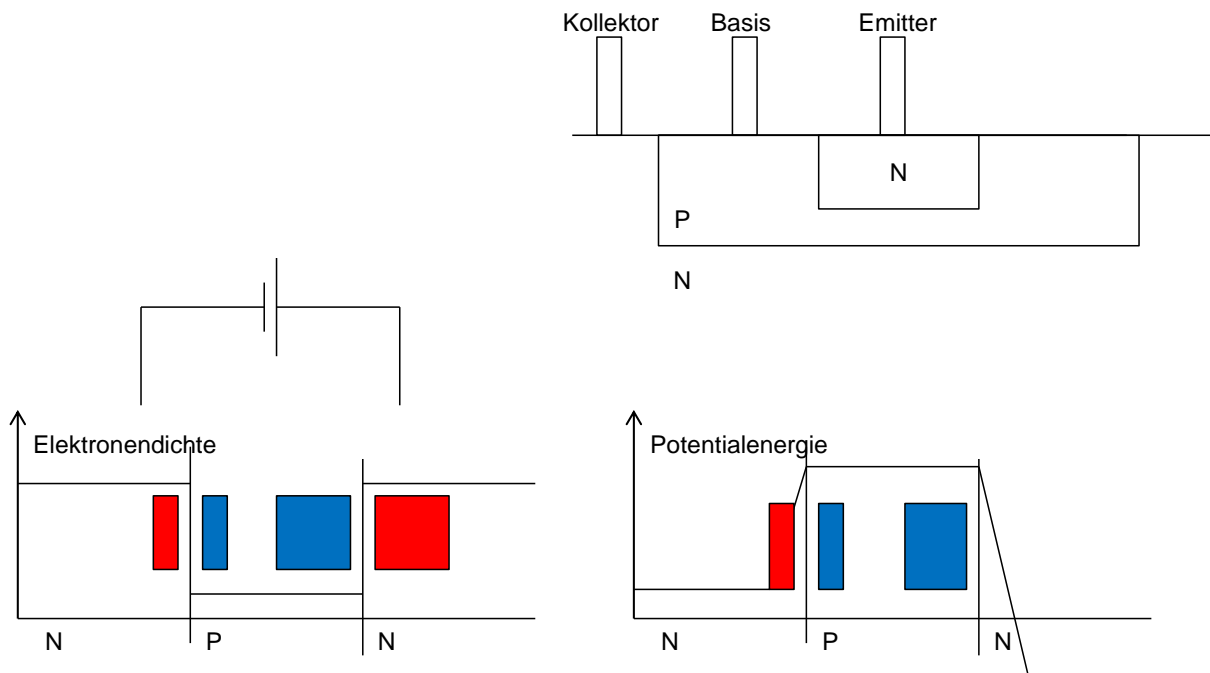 Kollektor Basis Emitter
N
P
N
Elektronendichte
N P N
Potentialenergie
N P N